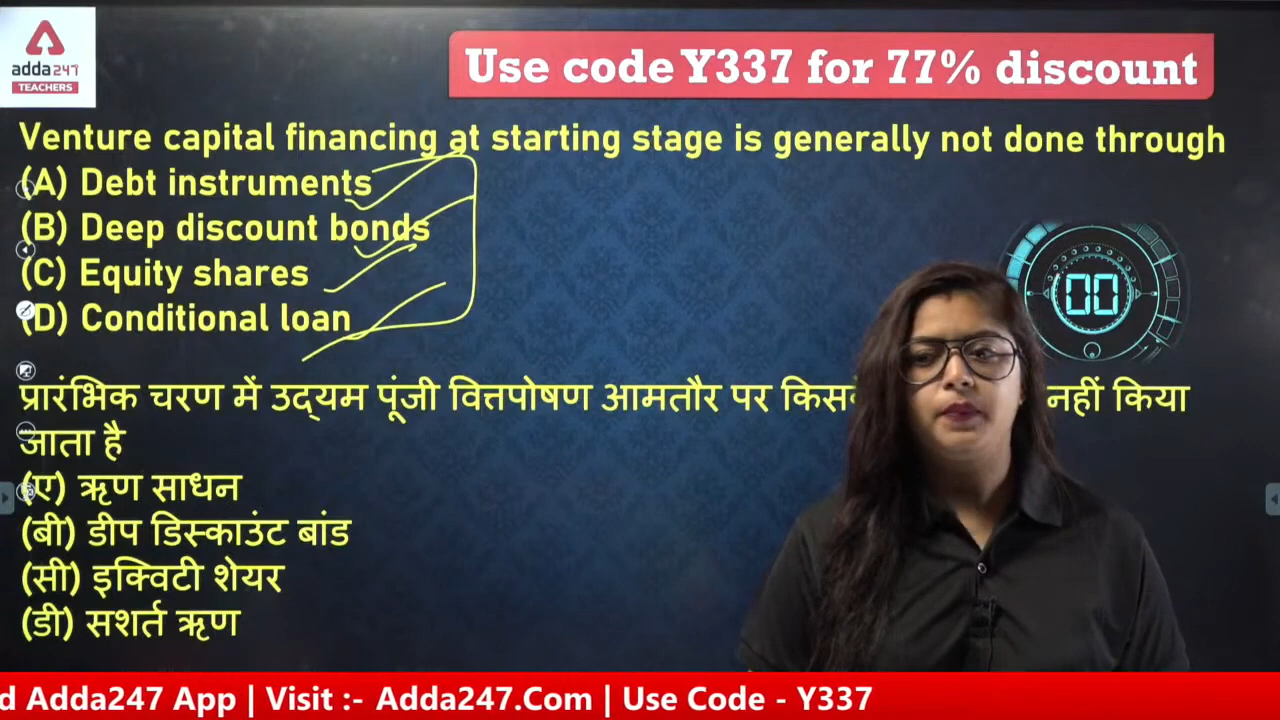 adda247
TEACHERS
Use code Y337 for 77% discount
Venture capital financing at starting stage is generally not done through
(A) Debt instruments
(B) Deep discount bonds
(C) Equity shares
(D) Conditional loan
00
प्रारंभिक चरण में उद्यम पूंजी वित्तपोषण आमतौर पर नहीं किया
जाता है
(ए) ऋण साधन
(बी) डीप डिस्काउंट बांड
(सी) इक्विटी शेयर
(डी) सशर्त ऋण
Adda247 App | Visit :- Adda247.Com | Use Code - Y337